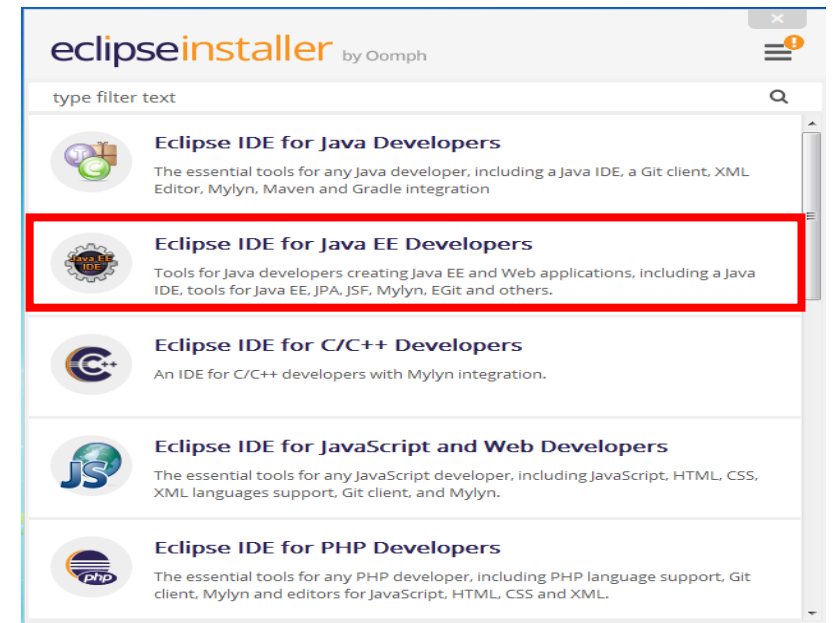 eclipseinstaller by Oomph
type filter text
Eclipse IDE for Java Developers
The essential tools for any Java developer, including a Java IDE, a Git client, XML
Editor, Mylyn, Maven and Gradle integration
Java EE
IDE
Eclipse IDE for Java EE Developers
Tools for Java developers creating Java EE and Web applications, including a Java
IDE, tools for Java EE, JPA, JSF, Mylyn, EGit and others.
C++
Eclipse IDE for C/C++ Developers
An IDE for C/C++ developers with Mylyn integration.
JS
Eclipse IDE for JavaScript and Web Developers
The essential tools for any JavaScript developer, including JavaScript, HTML, CSS,
XML languages support, Git client, and Mylyn.
php
Eclipse IDE for PHP Developers
The essential tools for any PHP developer, including PHP language support, Git
client, Mylyn and editors for JavaScript, HTML, CSS and XML.